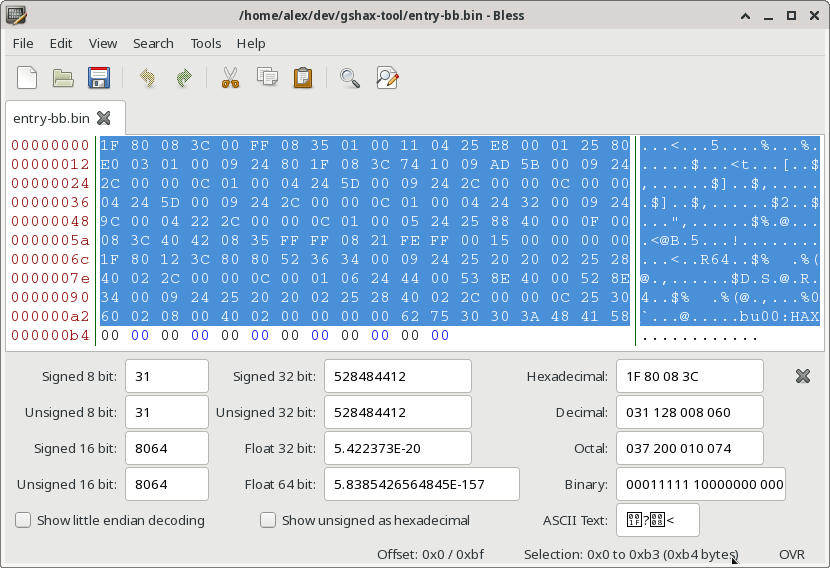 /home/alex/dev/gshax-tool/entry-bb.bin - Bless
File Edit View Search Tools Help
entry-bb.bin
00000000 1F 80 08 3C 00 FF 08 35 01 00 11 04 25 E8 00 01 25 80 ...<...5....%...%.
00000012 E0 03 01 00 09 24 80 1F 08 3C 74 10 09 AD 5B 00 09 24 .....$...<t...[..$
00000024 2C 00 00 0C 01 00 04 24 5D 00 09 24 2C 00 00 0C 00 00 ,......$]..$,.....
00000036 04 24 5D 00 09 24 2C 00 00 0C 01 00 04 24 32 00 09 24 .$]..$,......$2..$
00000048 9C 00 04 22 2C 00 00 0C 01 00 05 24 25 88 40 00 0F 00 ...",......$%.@...
0000005a 08 3C 40 42 08 35 FF FF 08 21 FE FF 00 15 00 00 00 00 .<@B.5...!........
0000006c 1F 80 12 3C 80 80 52 36 34 00 09 24 25 20 20 02 25 28 ...<..R64..$%  .%(
0000007e 40 02 2C 00 00 0C 00 01 06 24 44 00 53 8E 40 00 52 8E @.,......$D.S.@.R.
00000090 34 00 09 24 25 20 20 02 25 28 40 02 2C 00 00 0C 25 30 4..$%  .%(@.,...%0
000000a2 60 02 08 00 40 02 00 00 00 00 62 75 30 30 3A 48 41 58 `...@.....bu00:HAX
000000b4 00 00 00 00 00 00 00 00 00 00 00 00 ............
Signed 8 bit: 31 Signed 32 bit: 528484412 Hexadecimal: 1F 80 08 3C
Unsigned 8 bit: 31 Unsigned 32 bit: 528484412 Decimal: 031 128 008 060
Signed 16 bit: 8064 Float 32 bit: 5.422373E-20 Octal: 037 200 010 074
Unsigned 16 bit: 8064 Float 64 bit: 5.8385426564845E-157 Binary: 00011111 10000000 000
Show little endian decoding Show unsigned as hexadecimal ASCII Text: ?<
Offset: 0x0 / 0xbf Selection: 0x0 to 0xb3 (0xb4 bytes) OVR